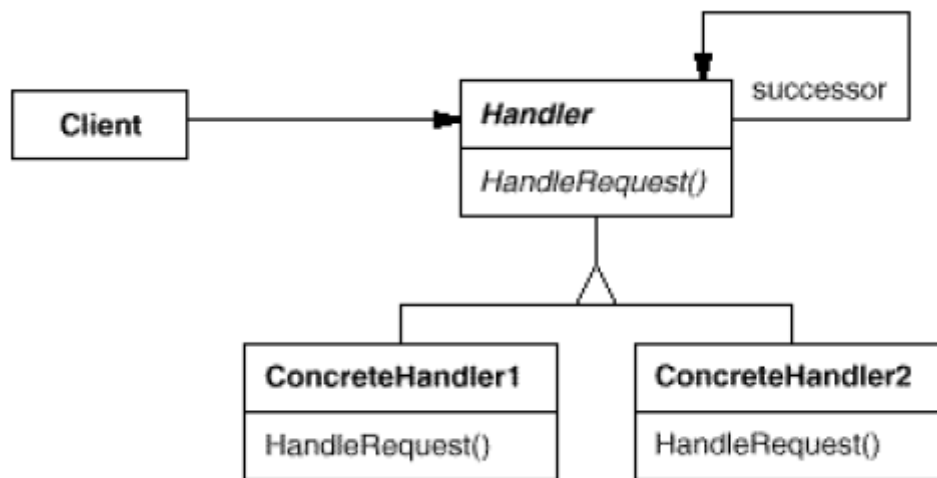 successor
Client
Handler
HandleRequest()
ConcreteHandler1
ConcreteHandler2
HandleRequest()
HandleRequest()